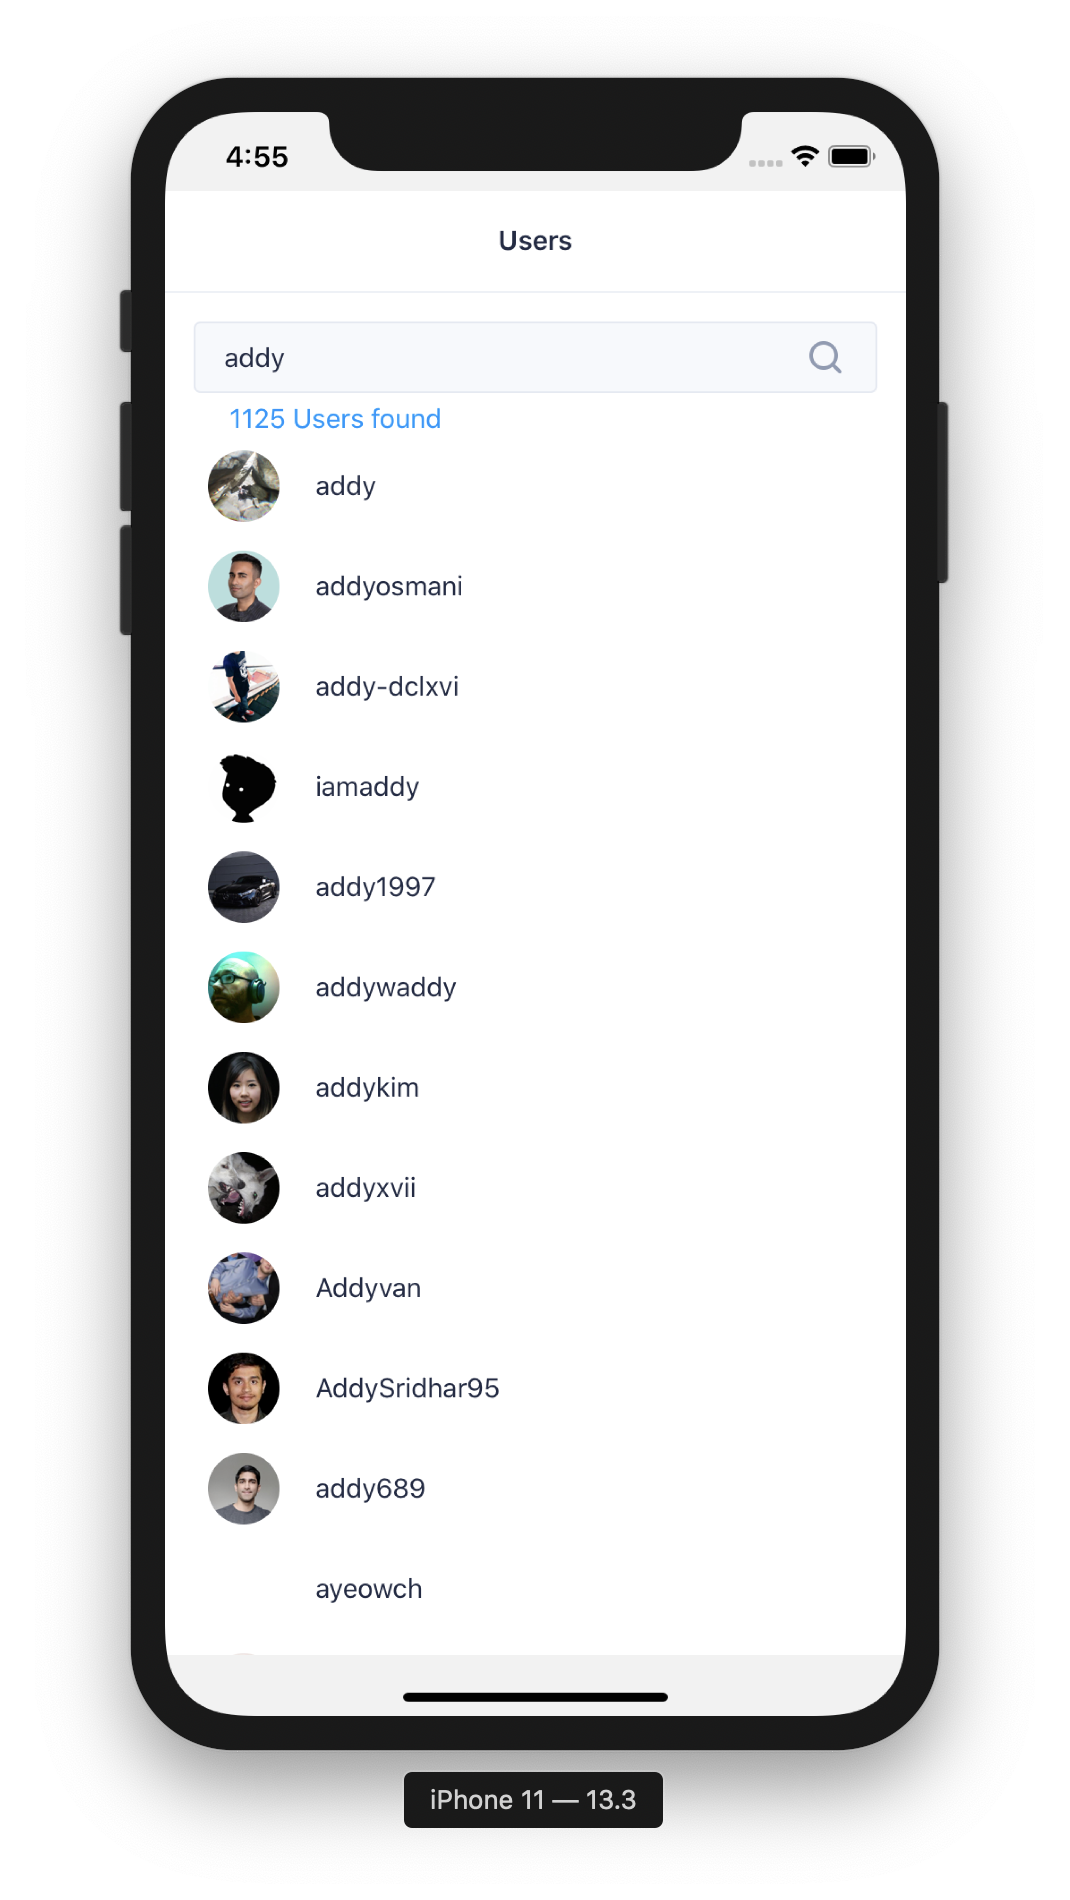 4:55
Users
addy
1125 Users found
addy
addyosmani
addy-dclxvi
iamaddy
addy1997
addywaddy
addykim
addyxvii
Addyvan
AddySridhar95
addy689
ayeowch
iPhone 11 — 13.3